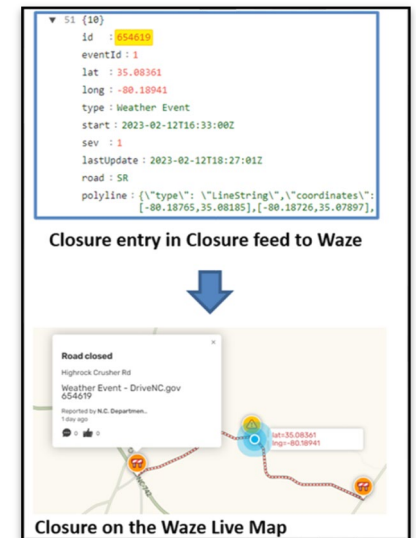 51 {10}
id : 654619
eventId : 1
lat : 35.08361
long : -80.18941
type : Weather Event
start : 2023-02-12T16:33:00Z
sev : 1
lastUpdate : 2023-02-12T18:27:01Z
road : SR
polyline : {\"type\": \"LineString\",\"coordinates\":
[-80.18765,35.08185],[-80.18726,35.07897],
Closure entry in Closure feed to Waze
Road closed
Highrock Crusher Rd
Weather Event - DriveNC.gov
654619
Reported by N.C. Departmen..
1 day ago
0 0
lat=35.08361
lng=-80.18941
Closure on the Waze Live Map